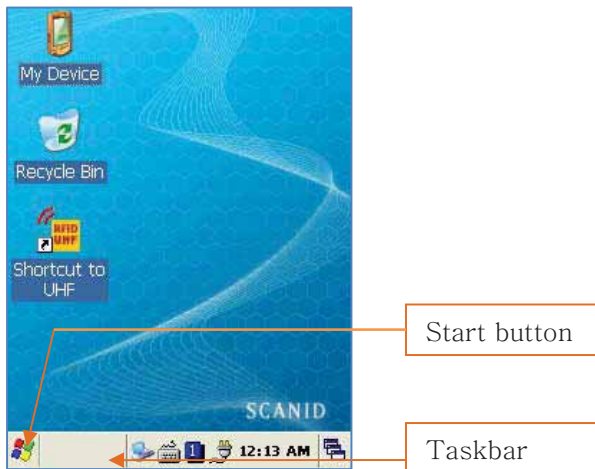 My Device
Recycle Bin
RFID
UHF
Shortcut to
UHF
Start button
SCANID
1
12:13 AM
Taskbar